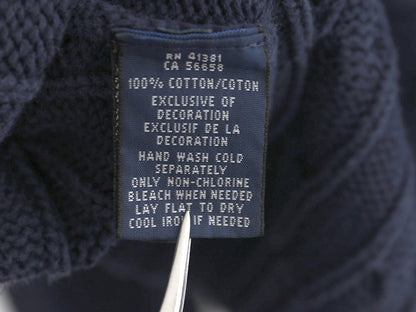 RN 41381
CA 56658
100% COTTON/COTON
EXCLUSIVE OF
DECORATION
EXCLUSIF DE LA
DECORATION
HAND WASH COLD
SEPARATELY
ONLY NON-CHLORINE
BLEACH WHEN NEEDED
LAY FLAT TO DRY
COOL IRON IF NEEDED